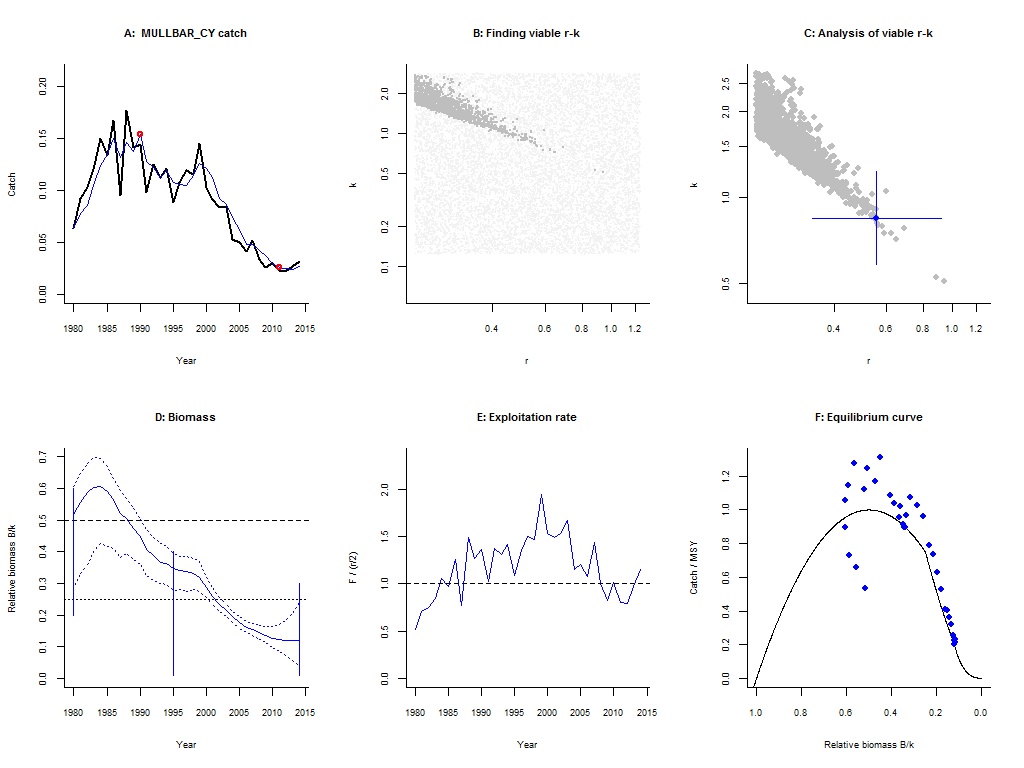 A: MULLBAR_CY catch
Catch
0.00 0.05 0.10 0.15 0.20
1980 1985 1990 1995 2000 2005 2010 2015
Year
B: Finding viable r-k
k
0.1 0.2 0.5 1.0 2.0
0.4 0.6 0.8 1.0 1.2
r
C: Analysis of viable r-k
k
0.5 1.0 1.5 2.0 2.5
0.4 0.6 0.8 1.0 1.2
r
D: Biomass
Relative biomass B/k
0.0 0.1 0.2 0.3 0.4 0.5 0.6 0.7
1980 1985 1990 1995 2000 2005 2010 2015
Year
E: Exploitation rate
F / (r/2)
0.0 0.5 1.0 1.5 2.0
1980 1985 1990 1995 2000 2005 2010 2015
Year
F: Equilibrium curve
Catch / MSY
0.0 0.2 0.4 0.6 0.8 1.0 1.2
1.0 0.8 0.6 0.4 0.2 0.0
Relative biomass B/k